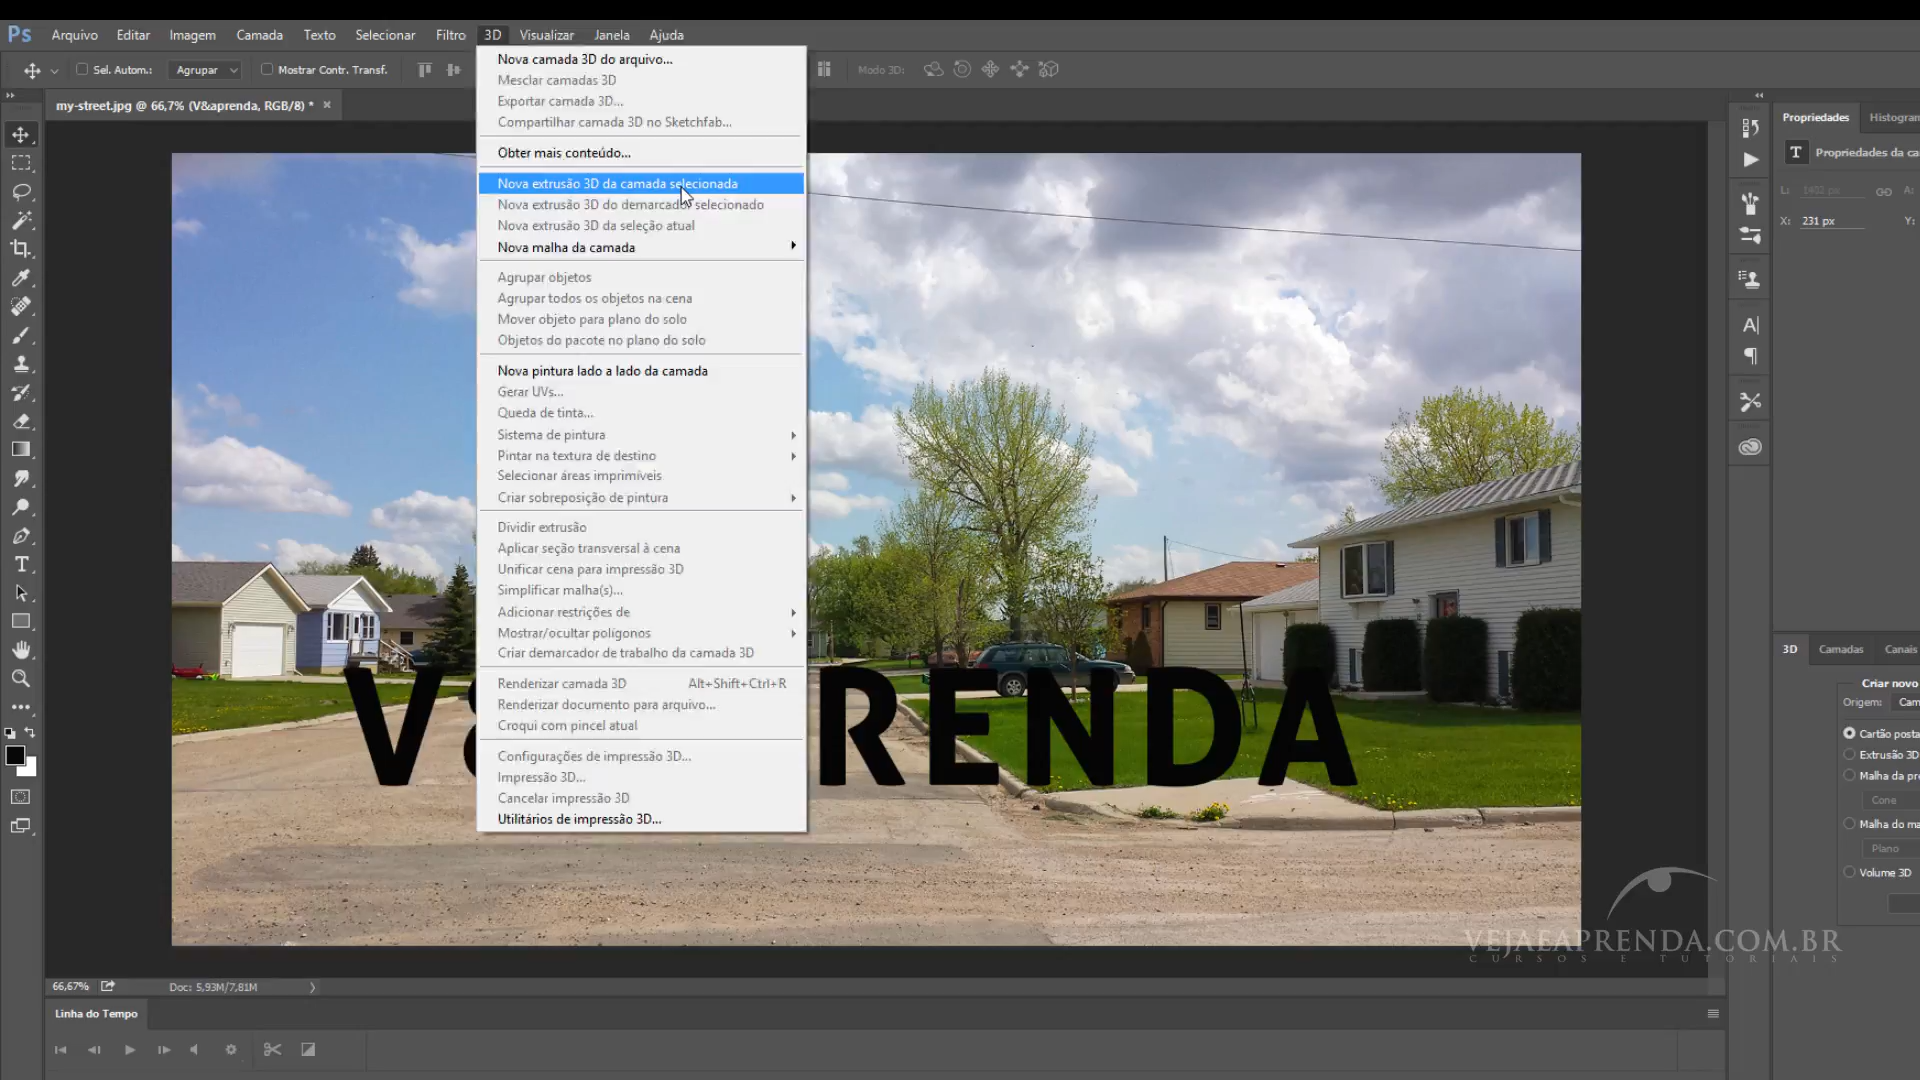 Ps Arquivo Editar Imagem Camada Texto Selecionar Filtro 3D Visualizar Janela Ajuda
Sel. Autom.: Agrupar Mostrar Contr. Transf. Modo 3D:
my-street.jpg @ 66,7% (V&aprenda, RGB/8) * ×
Nova camada 3D do arquivo...
Mesclar camadas 3D
Exportar camada 3D...
Compartilhar camada 3D no Sketchfab...
Obter mais conteúdo...
Nova extrusão 3D da camada selecionada
Nova extrusão 3D do demarcador selecionado
Nova extrusão 3D da seleção atual
Nova malha da camada
Agrupar objetos
Agrupar todos os objetos na cena
Mover objeto para plano do solo
Objetos do pacote no plano do solo
Nova pintura lado a lado da camada
Gerar UVs...
Queda de tinta...
Sistema de pintura
Pintar na textura de destino
Selecionar áreas imprimíveis
Criar sobreposição de pintura
Dividir extrusão
Aplicar seção transversal à cena
Unificar cena para impressão 3D
Simplificar malha(s)...
Adicionar restrições de
Mostrar/ocultar polígonos
Criar demarcador de trabalho da camada 3D
Renderizar camada 3D Alt+Shift+Ctrl+R
Renderizar documento para arquivo...
Croqui com pincel atual
Configurações de impressão 3D...
Impressão 3D...
Cancelar impressão 3D
Utilitários de impressão 3D...
V& RENDA
Propriedades Histogram
T Propriedades da ca
L: 1402 px
X: 231 px Y:
3D Camadas Canais
Criar novo
Origem: Cam
Cartão posta
Extrusão 3D
Malha da pr
Cone
Malha do ma
Plano
Volume 3D
VEJAEAPRENDA.COM.BR
CURSOS E TUTORIAIS
66,67% Doc: 5,93M/7,81M
Linha do Tempo